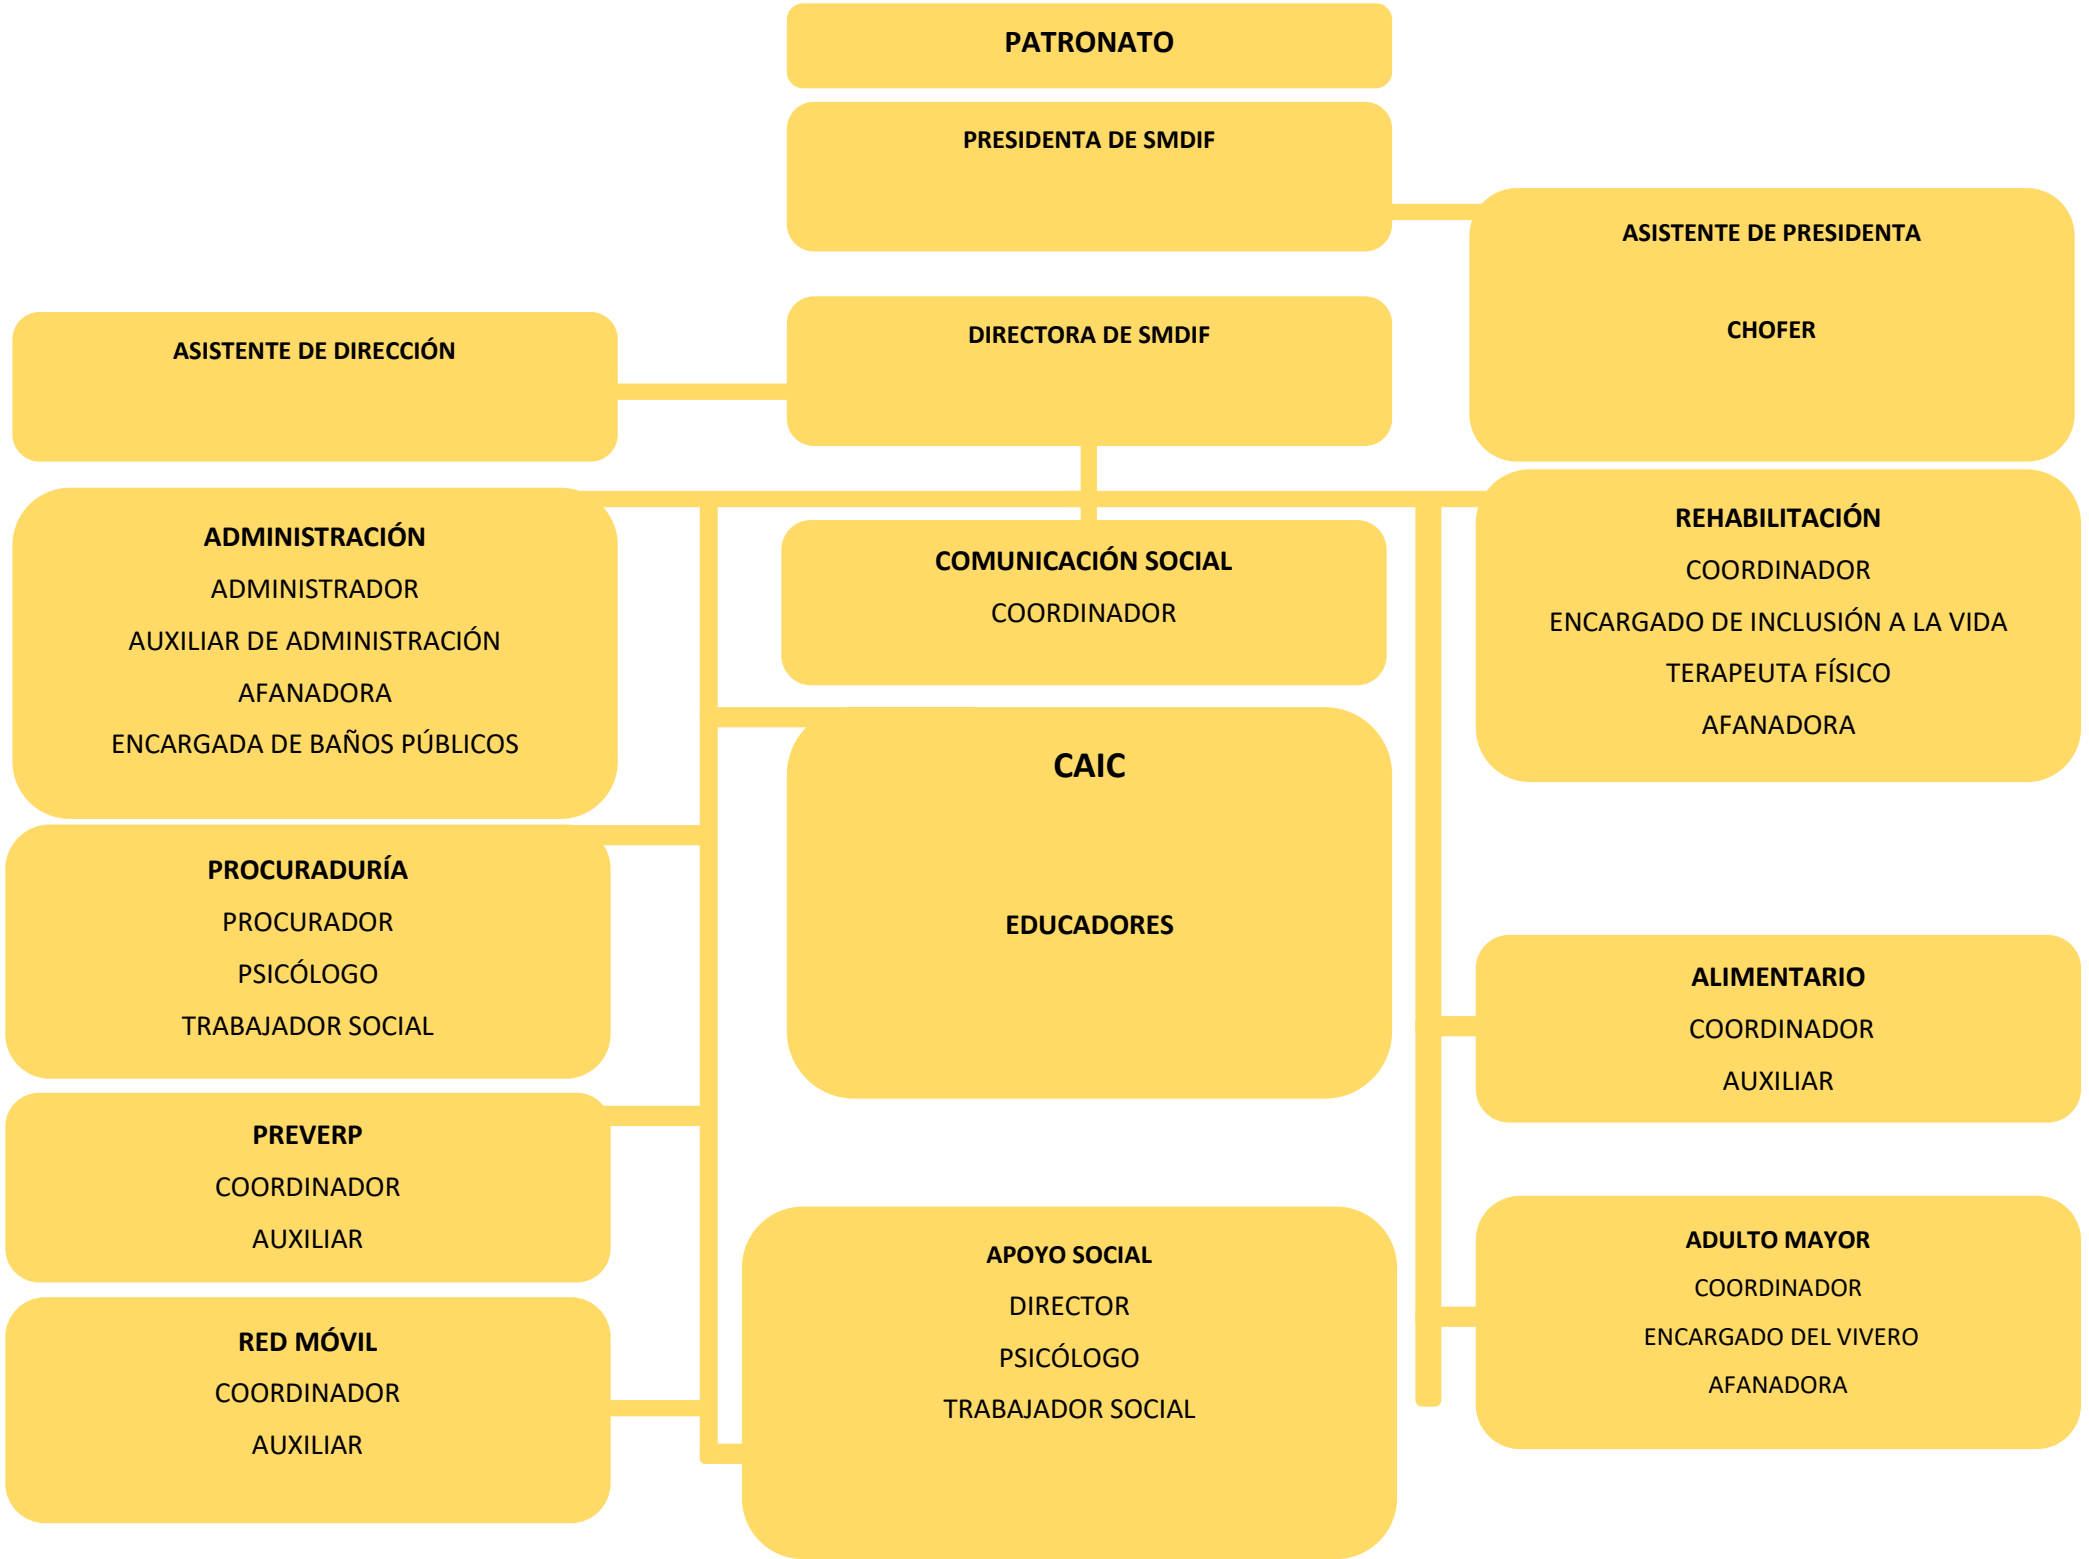 PATRONATO
PRESIDENTA DE SMDIF
ASISTENTE DE PRESIDENTA
CHOFER
DIRECTORA DE SMDIF
ASISTENTE DE DIRECCIÓN
ADMINISTRACIÓN
ADMINISTRADOR
AUXILIAR DE ADMINISTRACIÓN
AFANADORA
ENCARGADA DE BAÑOS PÚBLICOS
COMUNICACIÓN SOCIAL
COORDINADOR
REHABILITACIÓN
COORDINADOR
ENCARGADO DE INCLUSIÓN A LA VIDA
TERAPEUTA FÍSICO
AFANADORA
CAIC
EDUCADORES
PROCURADURÍA
PROCURADOR
PSICÓLOGO
TRABAJADOR SOCIAL
ALIMENTARIO
COORDINADOR
AUXILIAR
PREVERP
COORDINADOR
AUXILIAR
APOYO SOCIAL
DIRECTOR
PSICÓLOGO
TRABAJADOR SOCIAL
ADULTO MAYOR
COORDINADOR
ENCARGADO DEL VIVERO
AFANADORA
RED MÓVIL
COORDINADOR
AUXILIAR